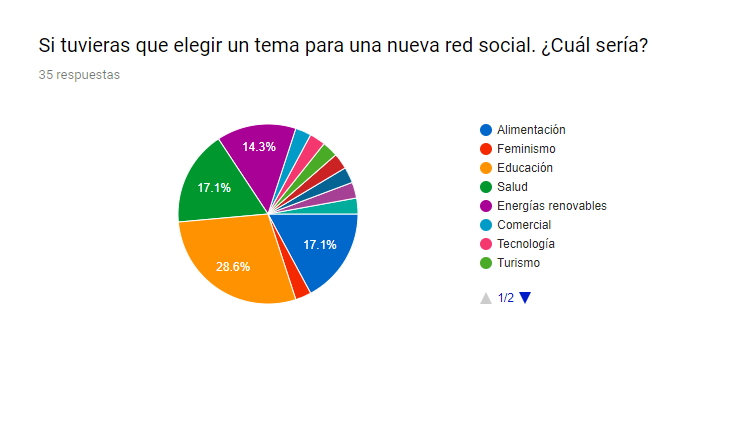 Si tuvieras que elegir un tema para una nueva red social. ¿Cuál sería?
35 respuestas
14.3%
17.1%
17.1%
28.6%
Alimentación
Feminismo
Educación
Salud
Energías renovables
Comercial
Tecnología
Turismo
1/2